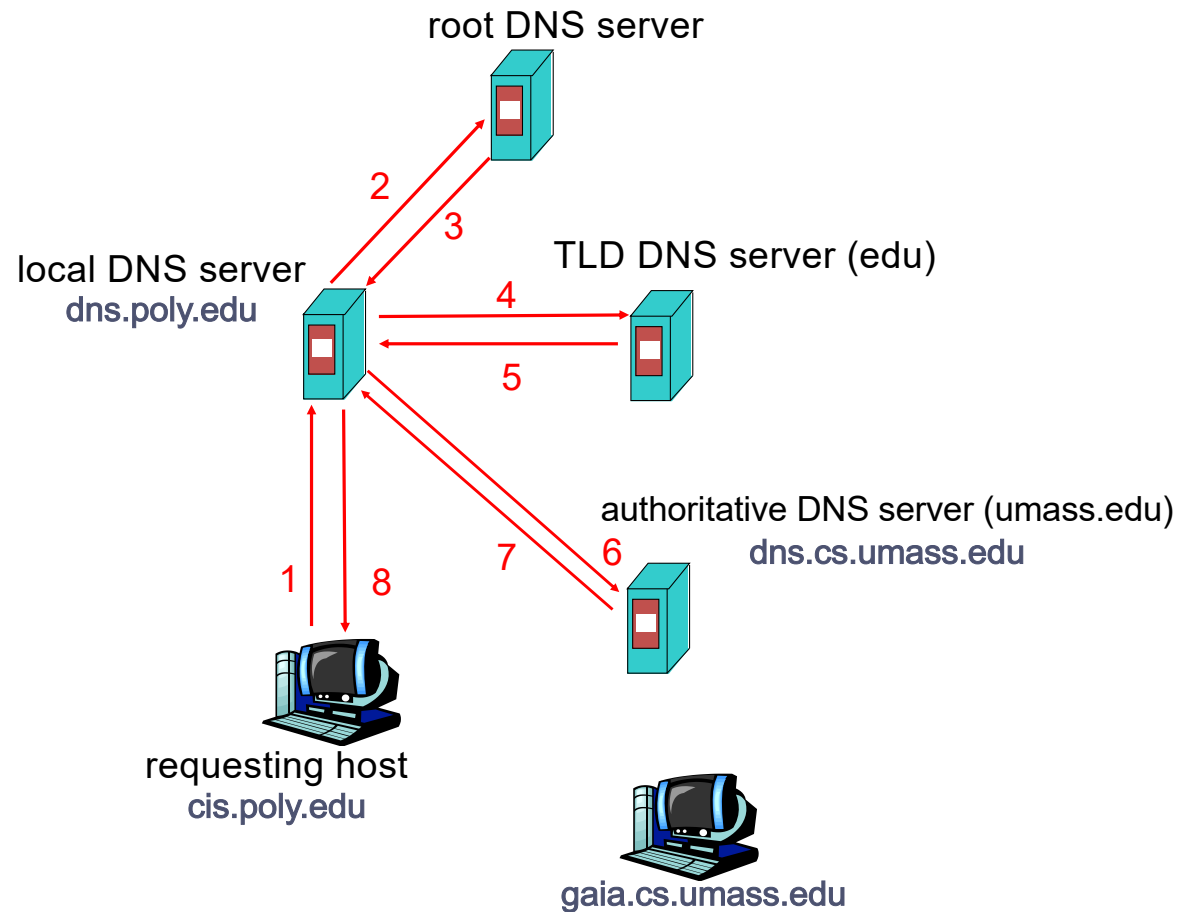 root DNS server
2
3
local DNS server
dns.poly.edu
TLD DNS server (edu)
4
5
authoritative DNS server (umass.edu)
dns.cs.umass.edu
7
6
1
8
requesting host
cis.poly.edu
gaia.cs.umass.edu